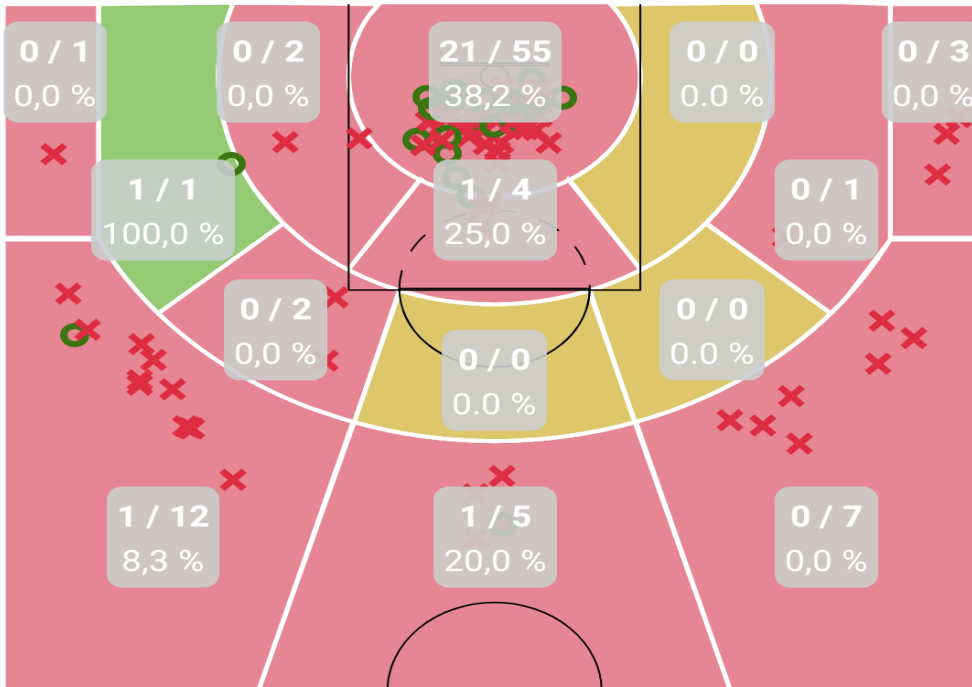 0 / 1
0,0 %
0 / 2
0,0 %
21 / 55
38,2 %
0 / 0
0.0 %
0 / 3
0,0 %
1 / 1
100,0 %
1 / 4
25,0 %
0 / 1
0,0 %
0 / 2
0,0 %
0 / 0
0.0 %
0 / 0
0.0 %
1 / 12
8,3 %
1 / 5
20,0 %
0 / 7
0,0 %